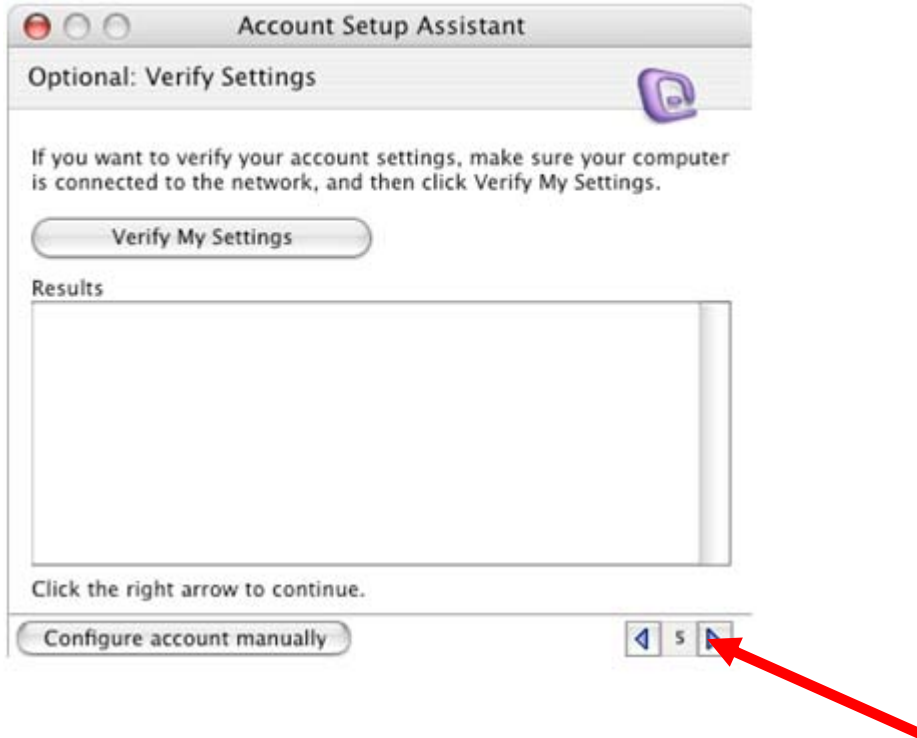 Account Setup Assistant
Optional: Verify Settings
If you want to verify your account settings, make sure your computer
is connected to the network, and then click Verify My Settings.
Verify My Settings
Results
Click the right arrow to continue.
Configure account manually
5